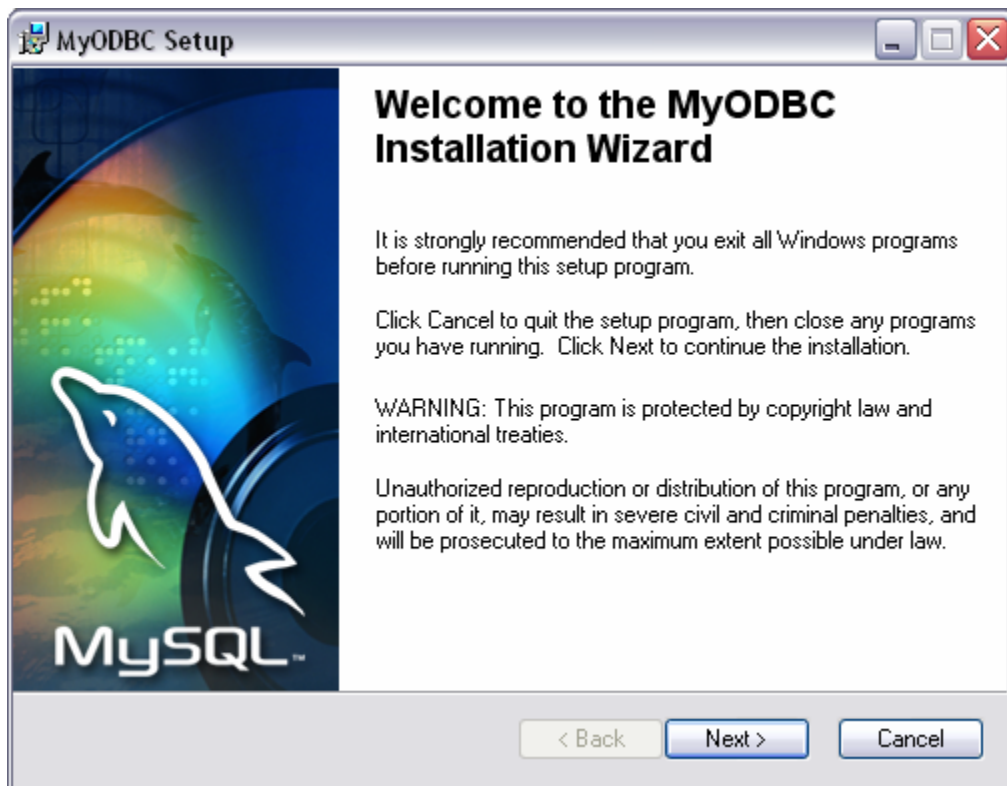 MyODBC Setup
Welcome to the MyODBC
Installation Wizard
It is strongly recommended that you exit all Windows programs
before running this setup program.
Click Cancel to quit the setup program, then close any programs
you have running.  Click Next to continue the installation.
WARNING: This program is protected by copyright law and
international treaties.
Unauthorized reproduction or distribution of this program, or any
portion of it, may result in severe civil and criminal penalties, and
will be prosecuted to the maximum extent possible under law.
MySQL™
< Back
Next >
Cancel